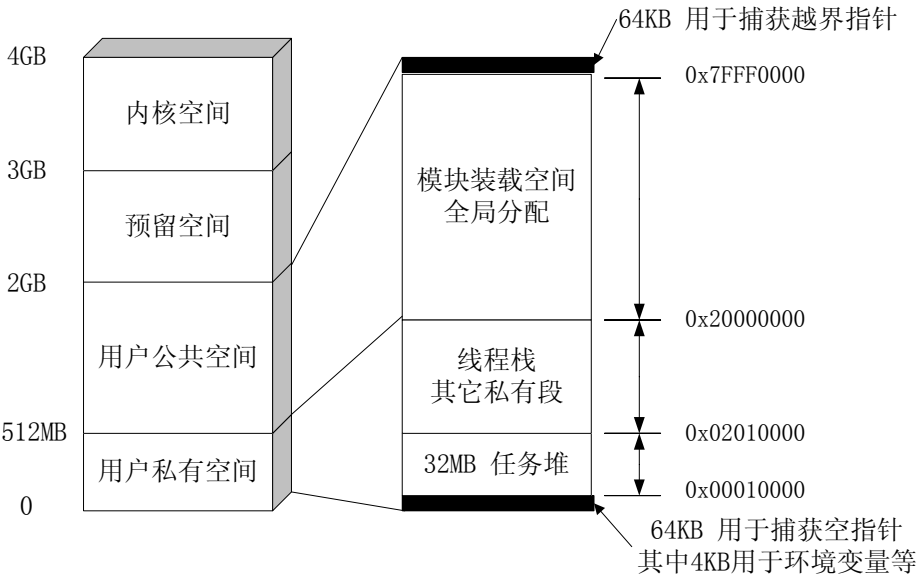 4GB
内核空间
3GB
预留空间
2GB
用户公共空间
512MB
用户私有空间
0
64KB 用于捕获越界指针
0x7FFF0000
模块装载空间
全局分配
0x20000000
线程栈
其它私有段
0x02010000
32MB 任务堆
0x00010000
64KB 用于捕获空指针
其中4KB用于环境变量等